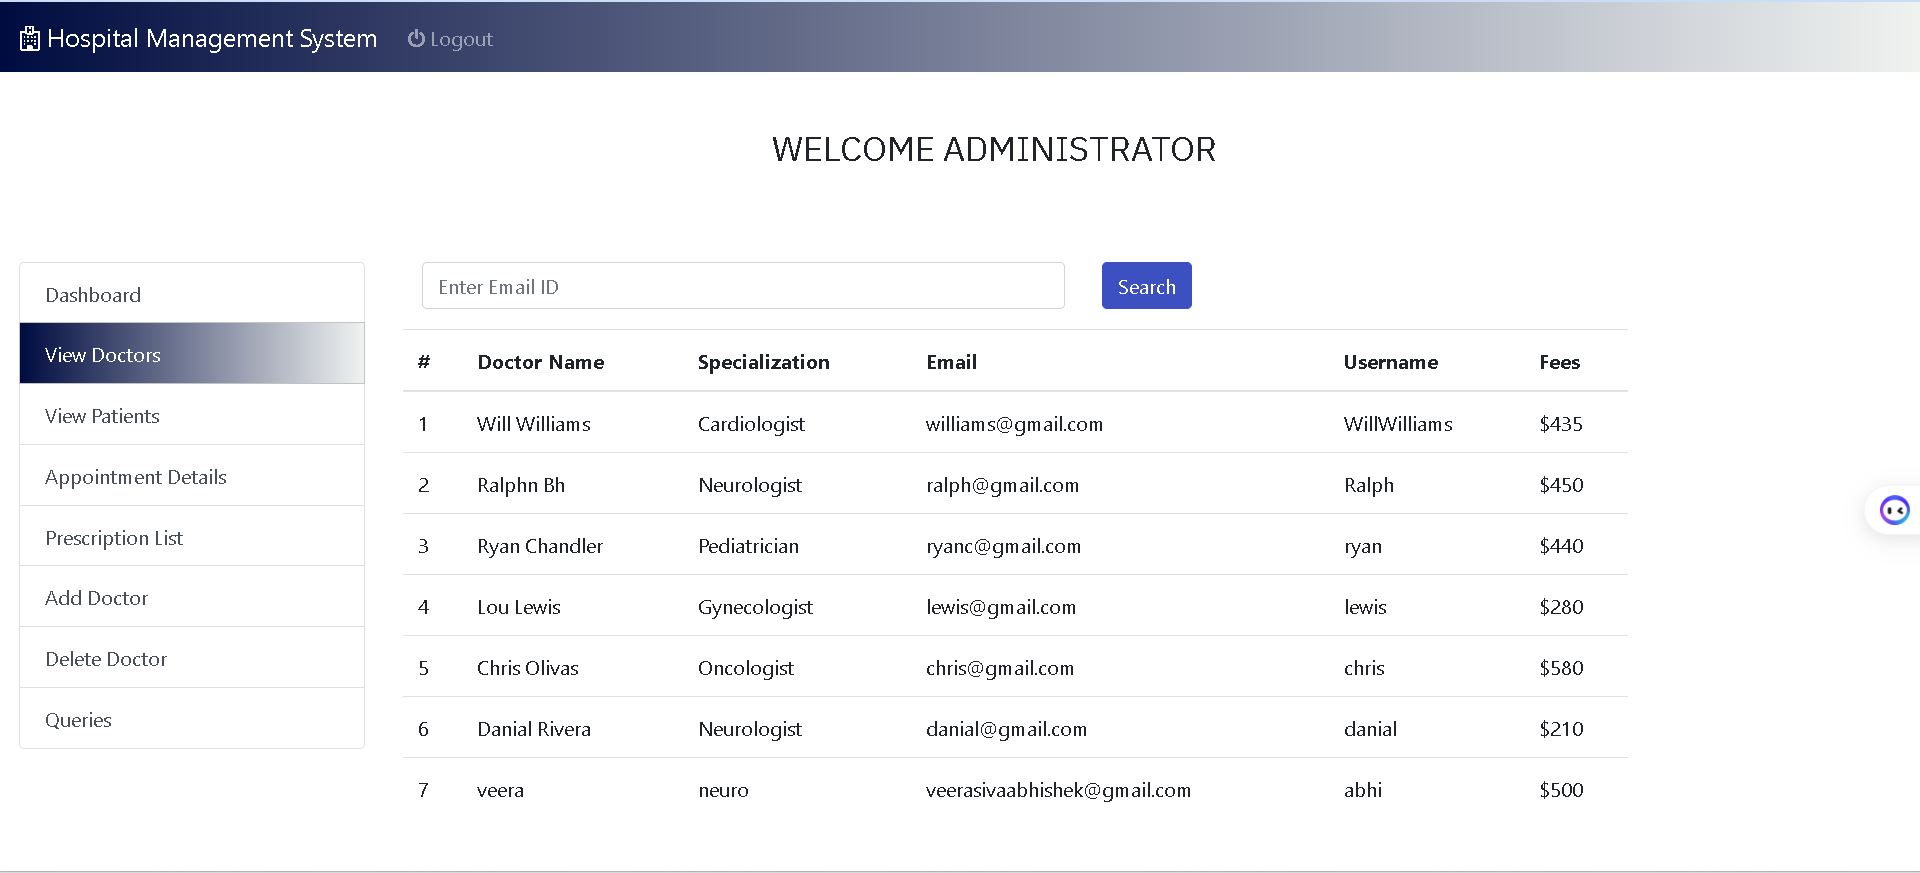 Hospital Management System Logout
WELCOME ADMINISTRATOR
Dashboard
View Doctors
View Patients
Appointment Details
Prescription List
Add Doctor
Delete Doctor
Queries
Enter Email ID Search
# Doctor Name Specialization Email Username Fees
1 Will Williams Cardiologist williams@gmail.com WillWilliams $435
2 Ralphn Bh Neurologist ralph@gmail.com Ralph $450
3 Ryan Chandler Pediatrician ryanc@gmail.com ryan $440
4 Lou Lewis Gynecologist lewis@gmail.com lewis $280
5 Chris Olivas Oncologist chris@gmail.com chris $580
6 Danial Rivera Neurologist danial@gmail.com danial $210
7 veera neuro veerasivaabhishek@gmail.com abhi $500